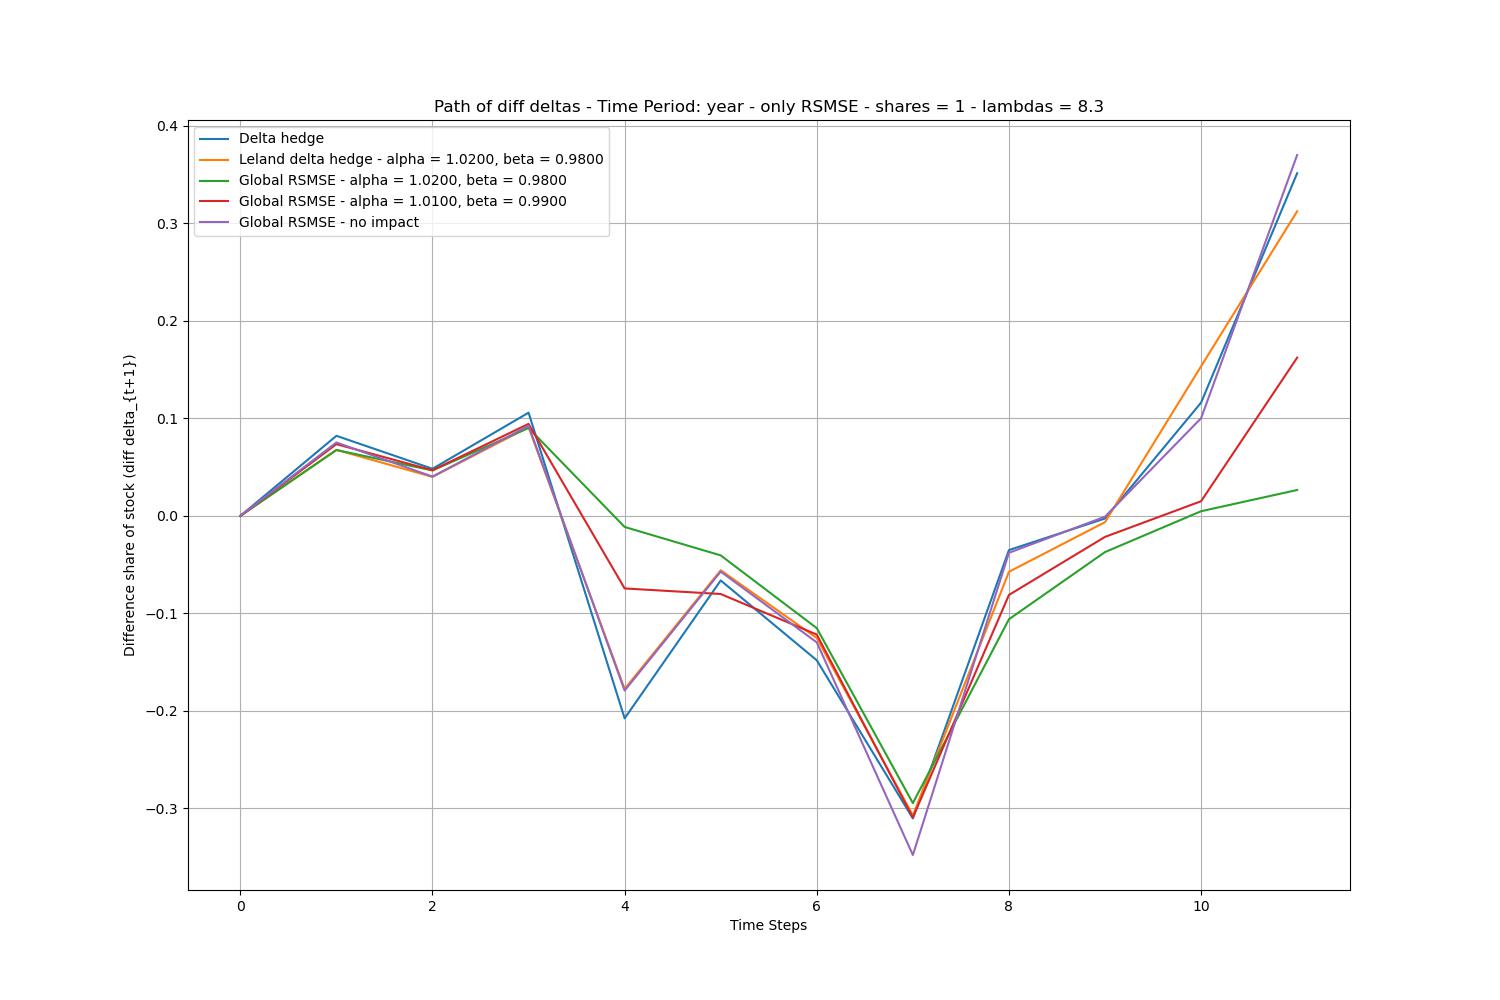 Path of diff deltas - Time Period: year - only RSMSE - shares = 1 - lambdas = 8.3
Delta hedge
Leland delta hedge - alpha = 1.0200, beta = 0.9800
Global RSMSE - alpha = 1.0200, beta = 0.9800
Global RSMSE - alpha = 1.0100, beta = 0.9900
Global RSMSE - no impact
Difference share of stock (diff delta_{t+1})
0.4
0.3
0.2
0.1
0.0
−0.1
−0.2
−0.3
0 2 4 6 8 10
Time Steps